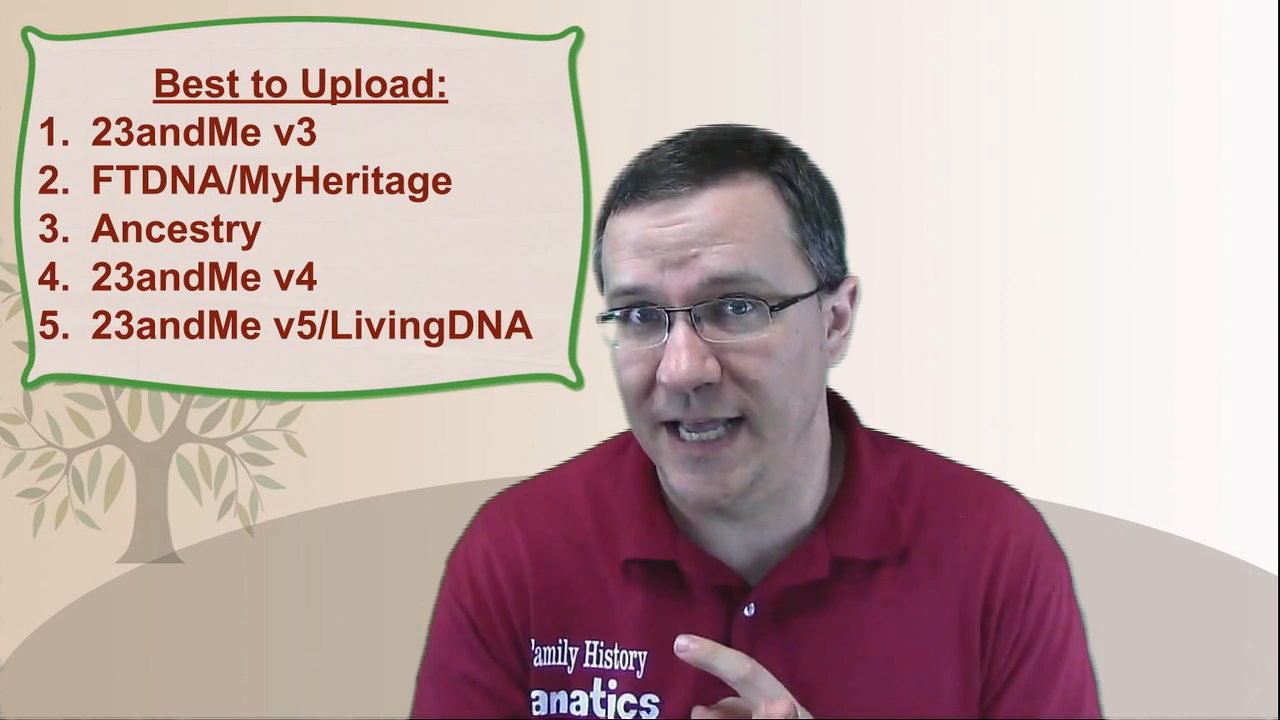 Best to Upload:
1. 23andMe v3
2. FTDNA/MyHeritage
3. Ancestry
4. 23andMe v4
5. 23andMe v5/LivingDNA
amily History
anatics